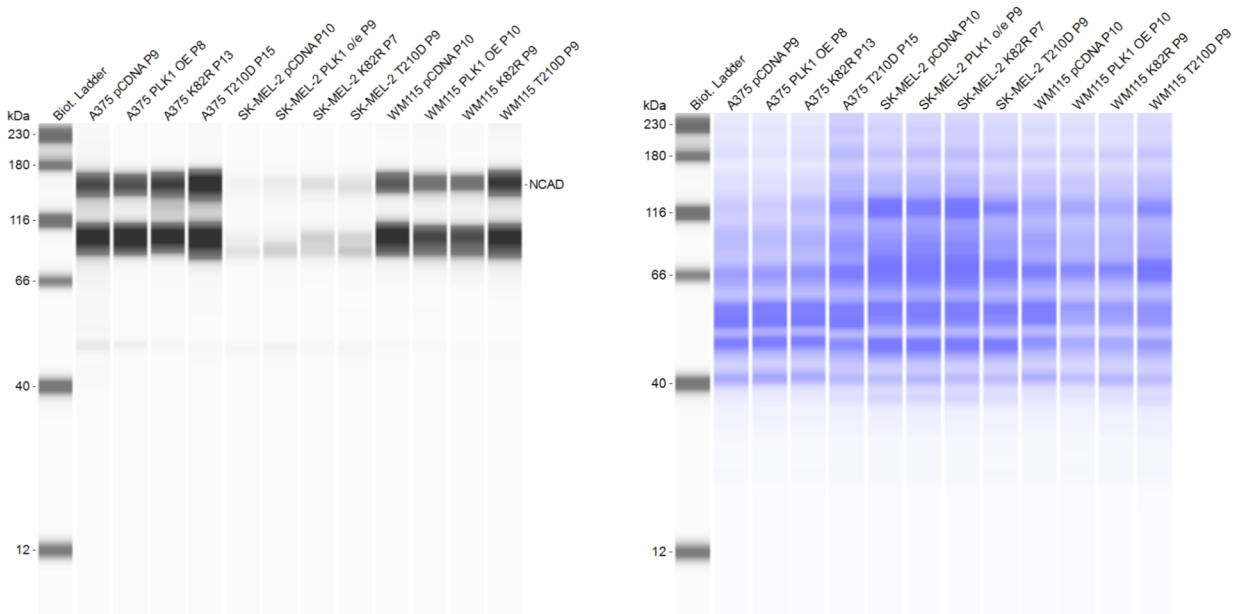 Biot. Ladder
A375 pCDNA P9
A375 PLK1 OE P8
A375 K82R P13
A375 T210D P15
SK-MEL-2 pCDNA P10
SK-MEL-2 PLK1 o/e P9
SK-MEL-2 K82R P7
SK-MEL-2 T210D P9
WM115 pCDNA P10
WM115 PLK1 OE P10
WM115 K82R P9
WM115 T210D P9
kDa
230
180
116
66
40
12
NCAD
Biot. Ladder
A375 pCDNA P9
A375 PLK1 OE P8
A375 K82R P13
A375 T210D P15
SK-MEL-2 pCDNA P10
SK-MEL-2 PLK1 o/e P9
SK-MEL-2 K82R P7
SK-MEL-2 T210D P9
WM115 pCDNA P10
WM115 PLK1 OE P10
WM115 K82R P9
WM115 T210D P9
kDa
230
180
116
66
40
12